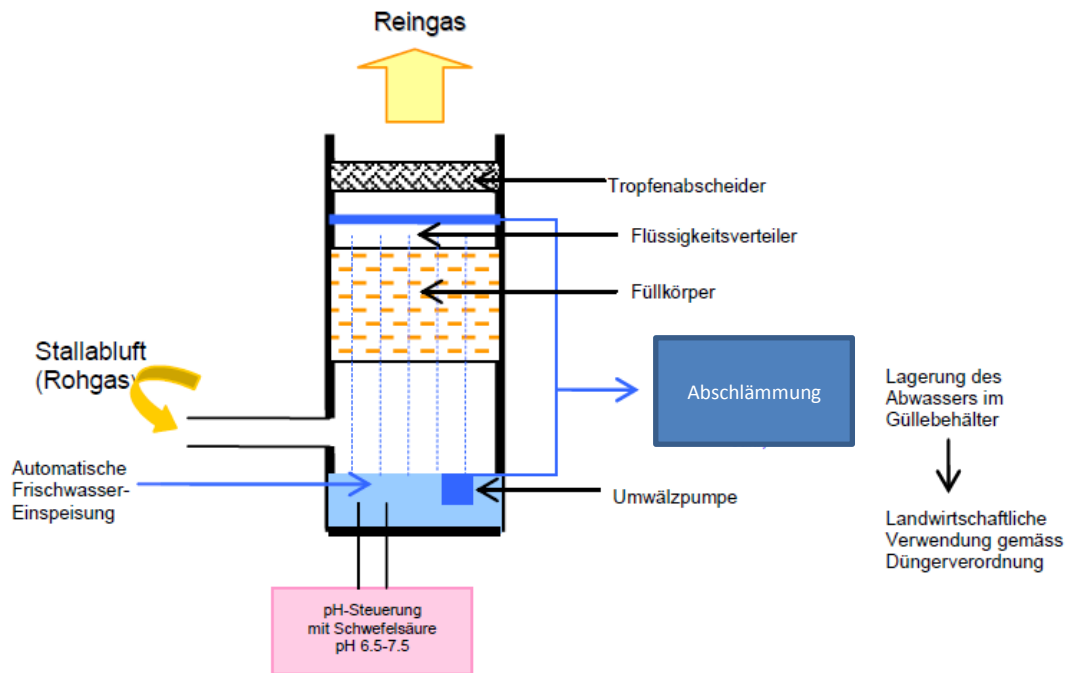 Reingas
Tropfenabscheider
Flüssigkeitsverteiler
Füllkörper
Stallabluft
(Rohgas)
Abschlämmung
Lagerung des
Abwassers im
Güllebehälter
Automatische
Frischwasser-
Einspeisung
Umwälzpumpe
Landwirtschaftliche
Verwendung gemäss
Düngerverordnung
pH-Steuerung
mit Schwefelsäure
pH 6.5-7.5